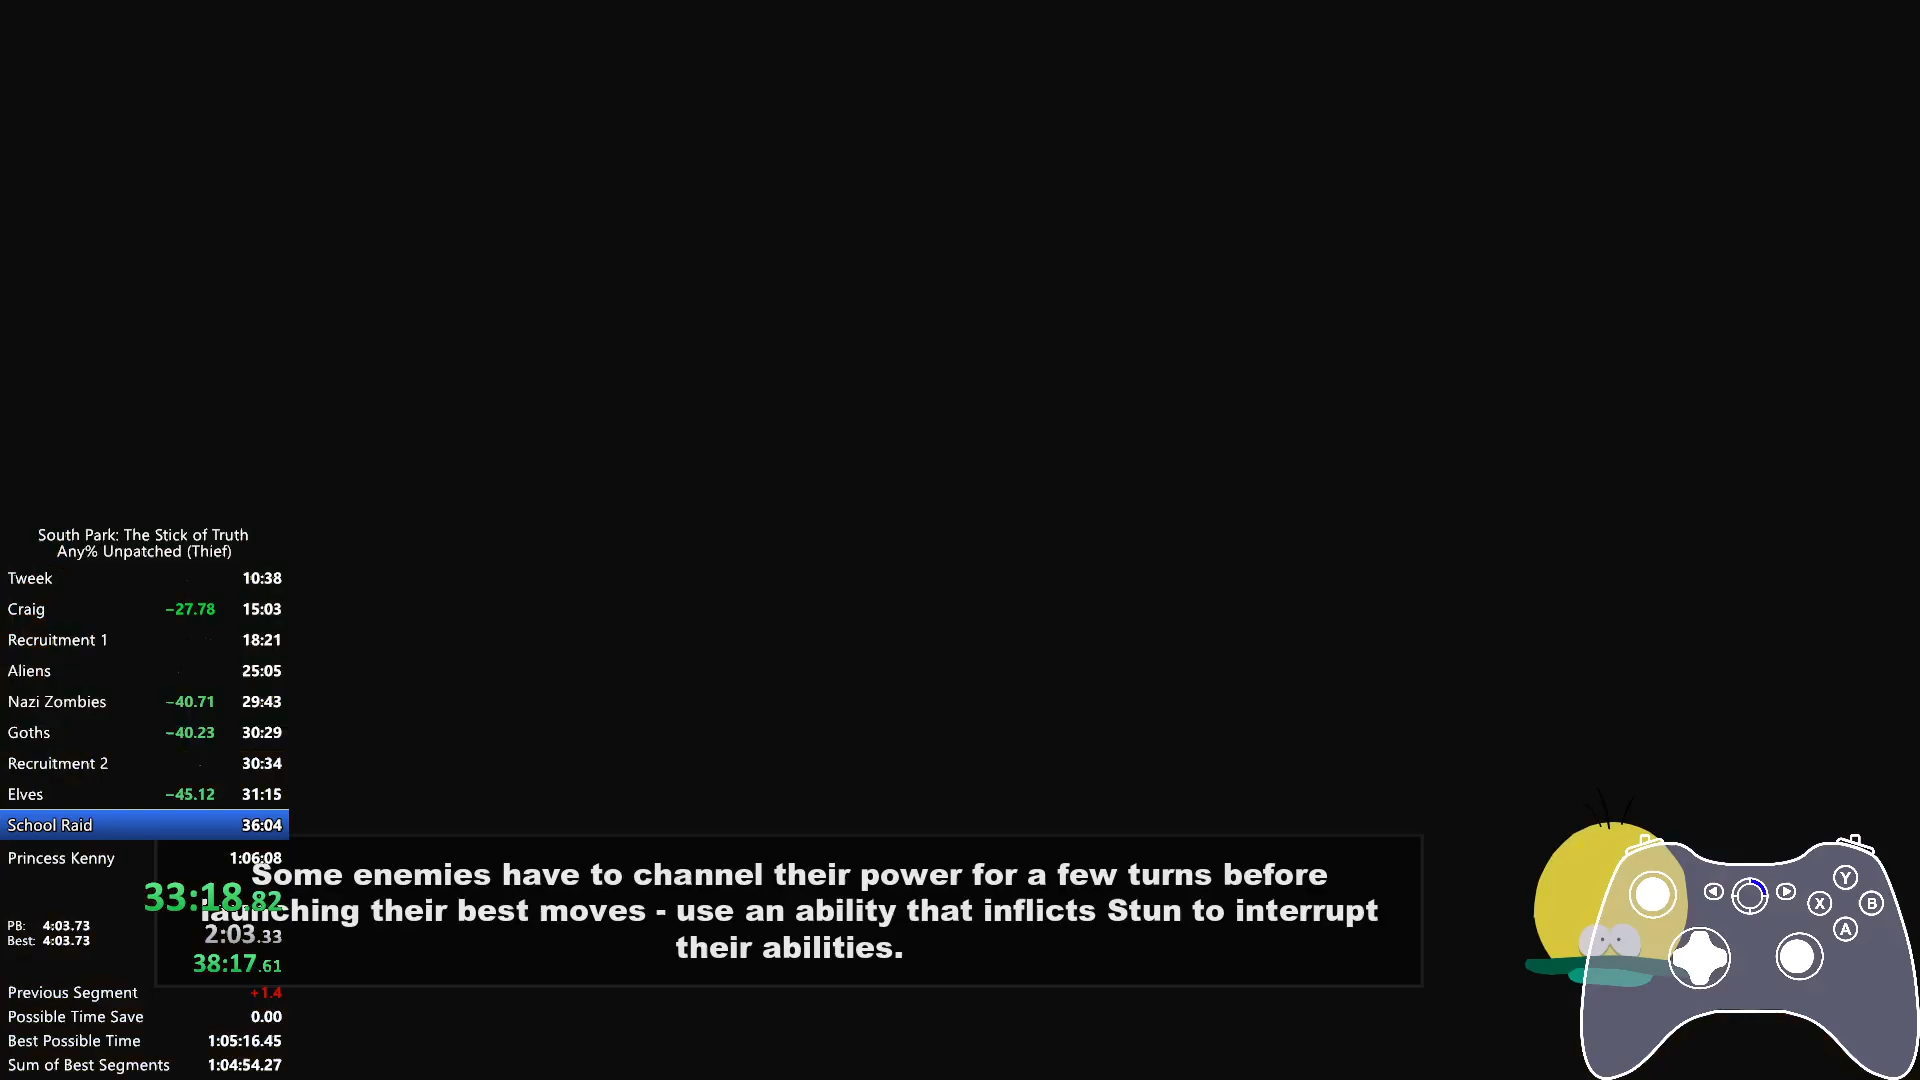 South Park: The Stick of Truth
Any% Unpatched (Thief)
Tweek 10:38
Craig −27.78 15:03
Recruitment 1 18:21
Aliens 25:05
Nazi Zombies −40.71 29:43
Goths −40.23 30:29
Recruitment 2 30:34
Elves −45.12 31:15
School Raid 36:04
Princess Kenny 1:06:08
33:18.82
PB: 4:03.73
Best: 4:03.73
2:03.33
38:17.61
Previous Segment +1.4
Possible Time Save 0.00
Best Possible Time 1:05:16.45
Sum of Best Segments 1:04:54.27
Some enemies have to channel their power for a few turns before
launching their best moves - use an ability that inflicts Stun to interrupt
their abilities.
Y
X
B
A